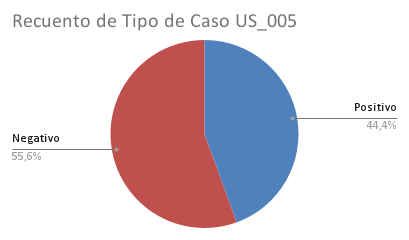 Recuento de Tipo de Caso US_005
Positivo
44,4%
Negativo
55,6%